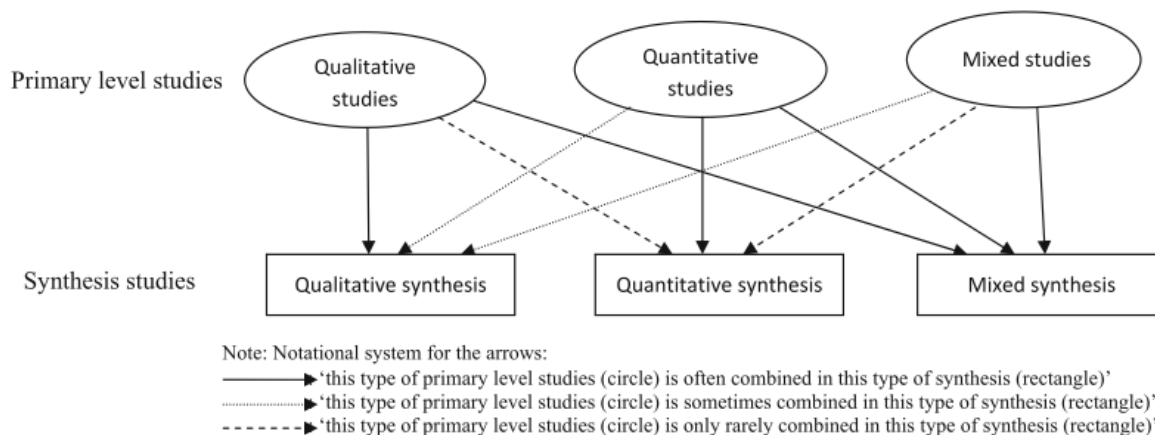 Primary level studies
Qualitative
studies
Quantitative
studies
Mixed studies
Synthesis studies
Qualitative synthesis
Quantitative synthesis
Mixed synthesis
Note: Notational system for the arrows:
‘this type of primary level studies (circle) is often combined in this type of synthesis (rectangle)’
‘this type of primary level studies (circle) is sometimes combined in this type of synthesis (rectangle)’
‘this type of primary level studies (circle) is only rarely combined in this type of synthesis (rectangle)’